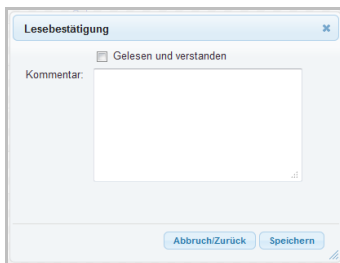 Lesebestätigung
Gelesen und verstanden
Kommentar:
Abbruch/Zurück Speichern